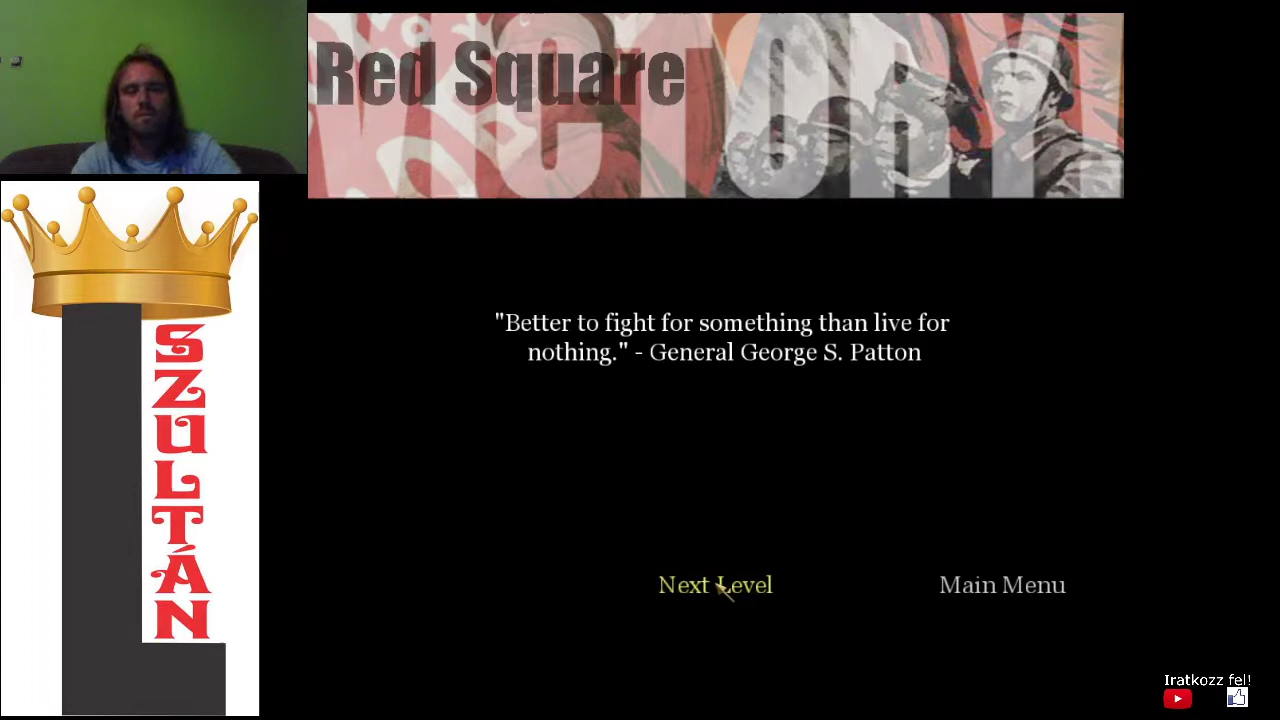 VICTORY!
Red Square
"Better to fight for something than live for
nothing." - General George S. Patton
Next Level
Main Menu
L
SZULTÁN
Iratkozz fel!